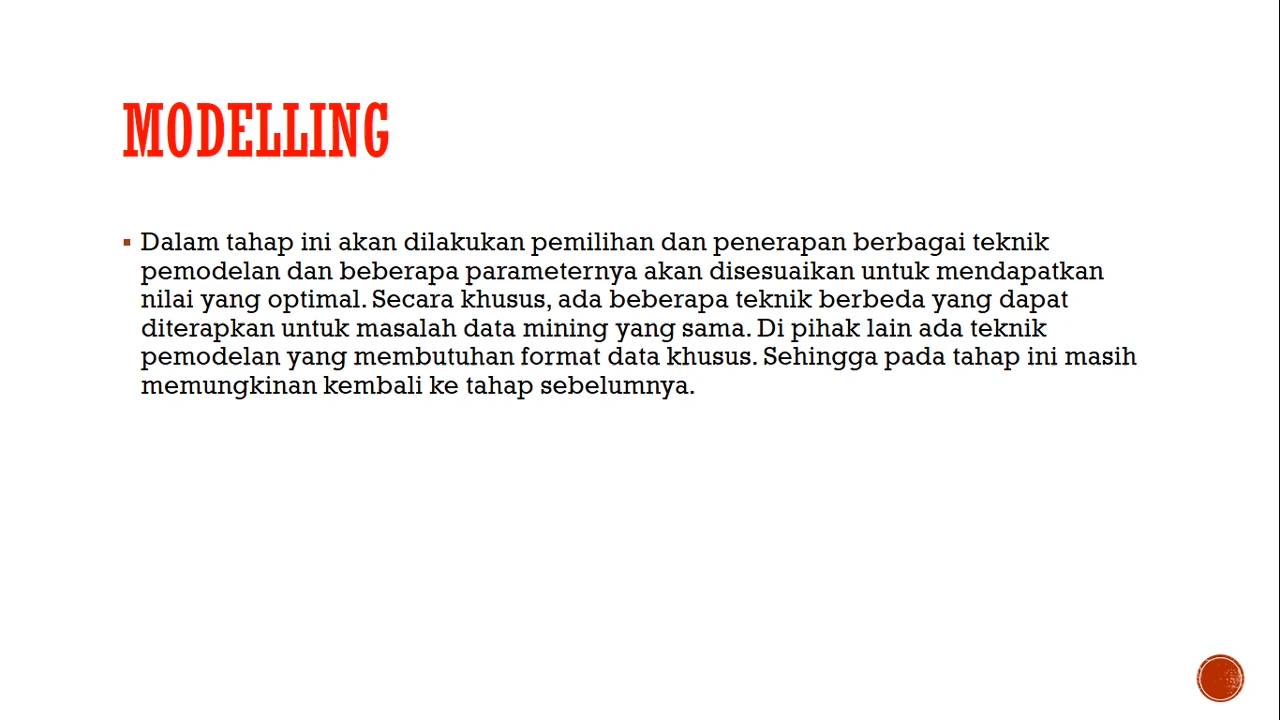 MODELLING
▪ Dalam tahap ini akan dilakukan pemilihan dan penerapan berbagai teknik
pemodelan dan beberapa parameternya akan disesuaikan untuk mendapatkan
nilai yang optimal. Secara khusus, ada beberapa teknik berbeda yang dapat
diterapkan untuk masalah data mining yang sama. Di pihak lain ada teknik
pemodelan yang membutuhan format data khusus. Sehingga pada tahap ini masih
memungkinan kembali ke tahap sebelumnya.